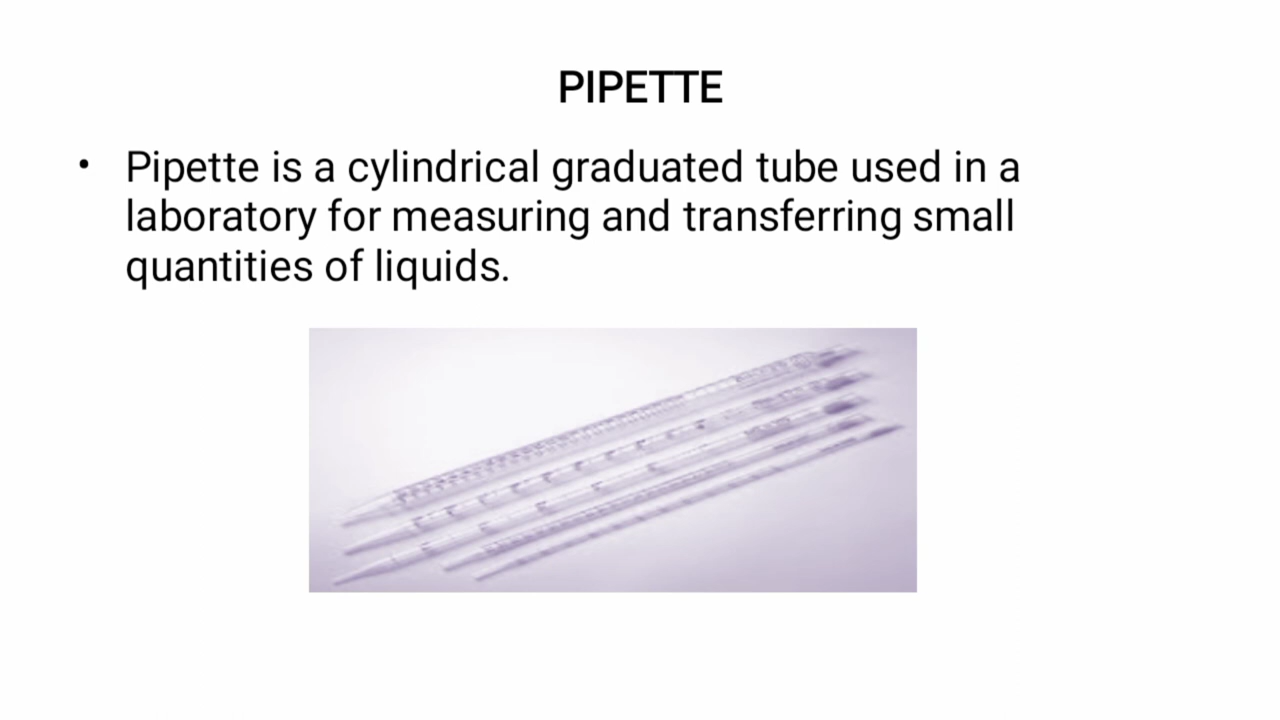 PIPETTE
• Pipette is a cylindrical graduated tube used in a
laboratory for measuring and transferring small
quantities of liquids.